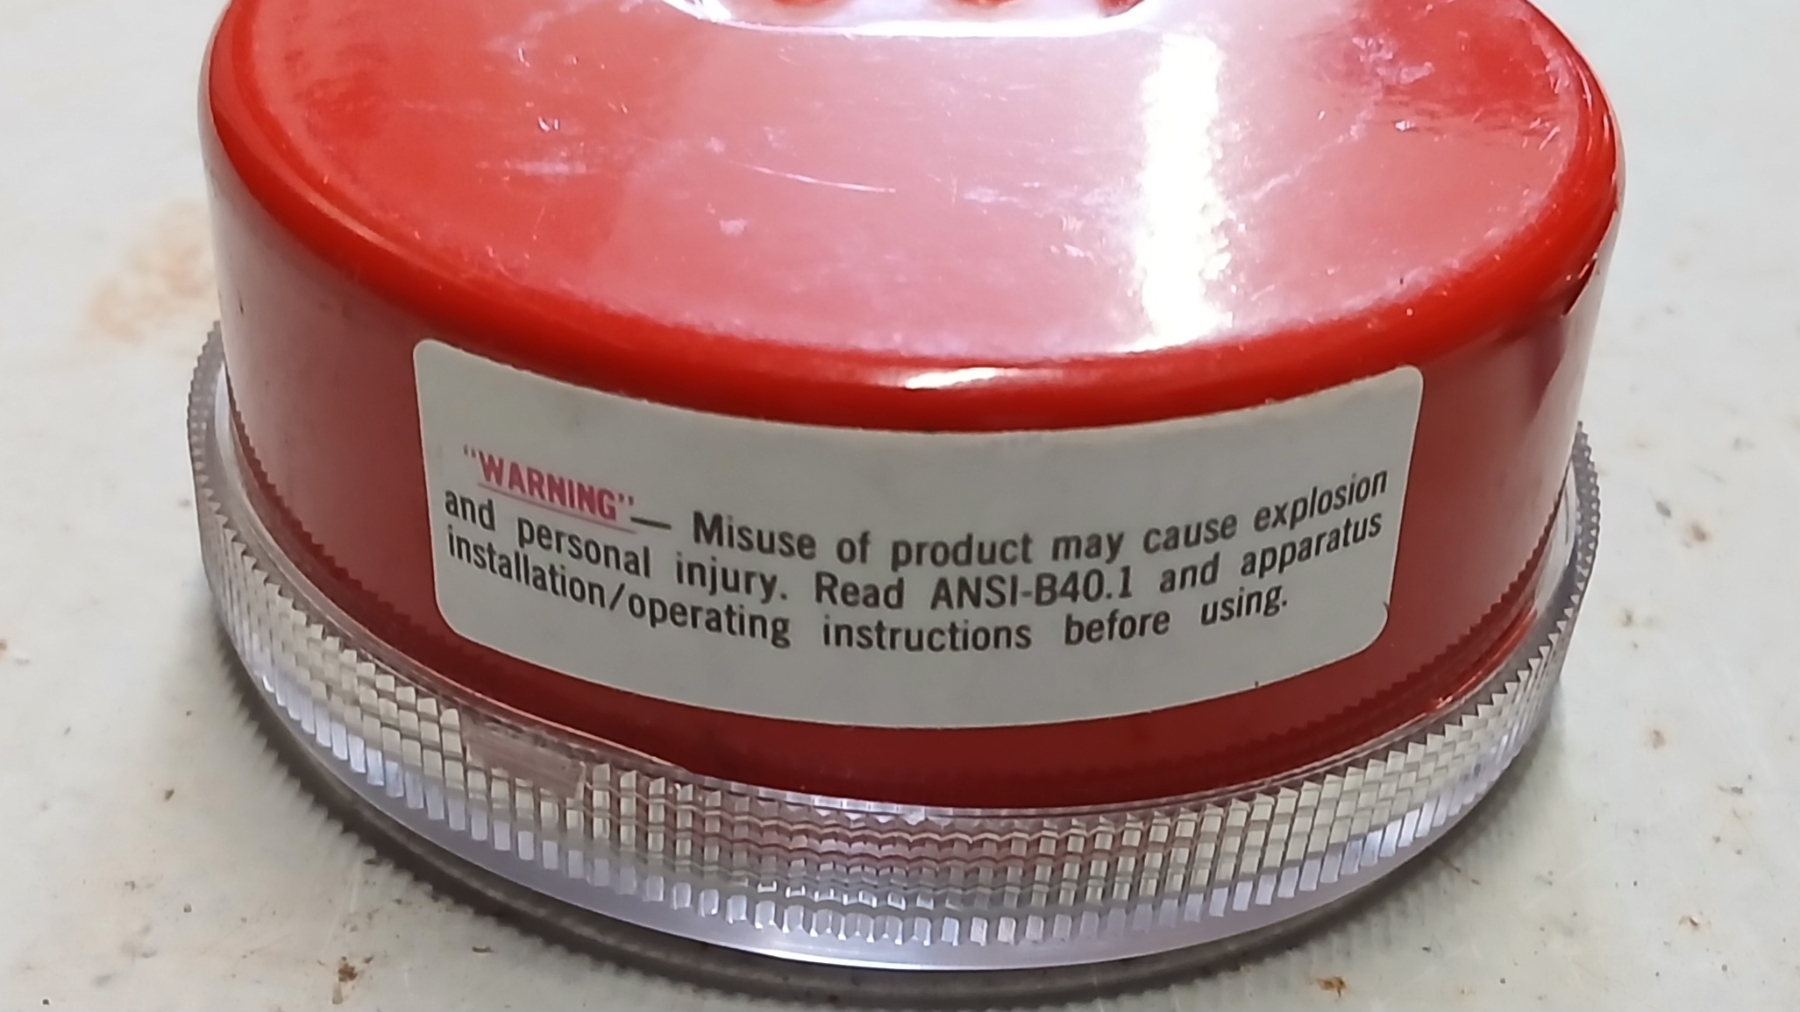 "WARNING"— Misuse of product may cause explosion
and personal injury. Read ANSI-B40.1 and apparatus
installation/operating instructions before using.